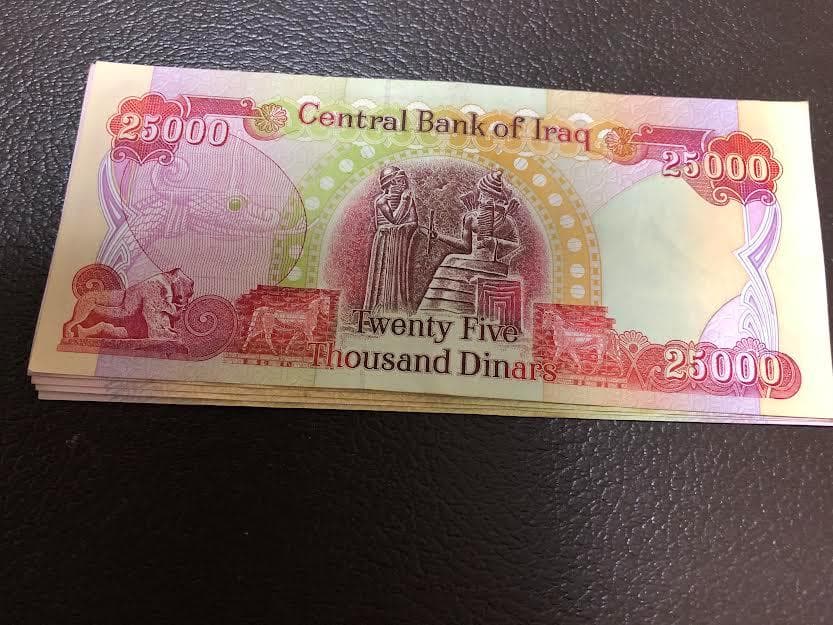 Central Bank of Iraq
25000
25000
Twenty Five
Thousand Dinars
25000